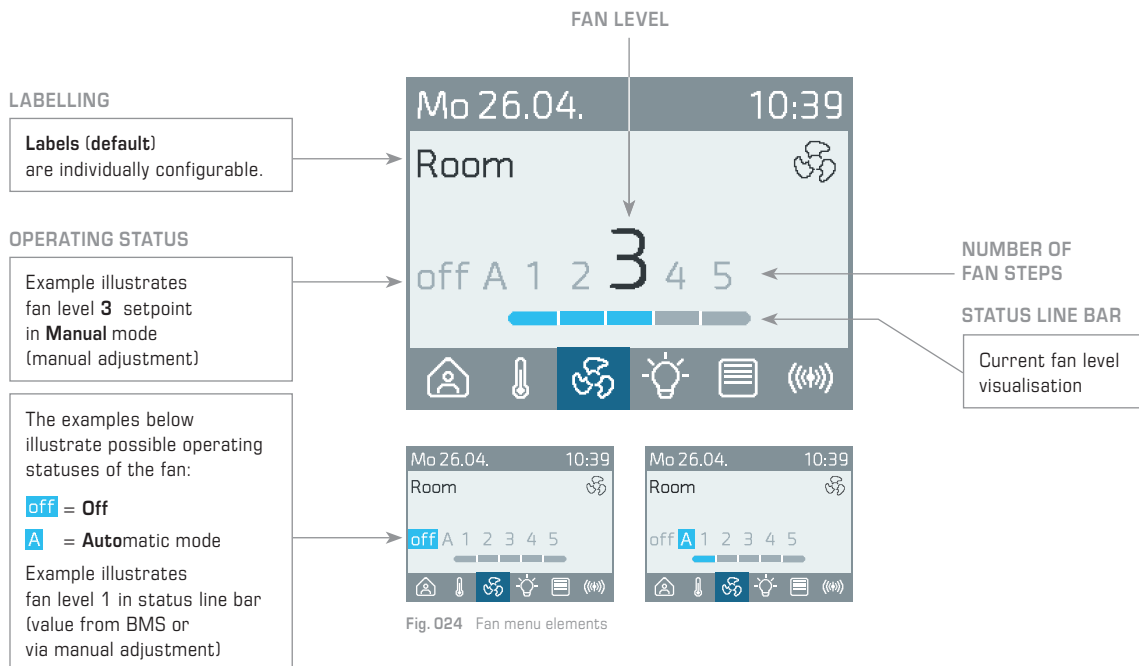 FAN LEVEL
LABELLING
Labels (default)
are individually configurable.
OPERATING STATUS
Example illustrates
fan level 3 setpoint
in Manual mode
(manual adjustment)
The examples below
illustrate possible operating
statuses of the fan:
off = Off
A = Automatic mode
Example illustrates
fan level 1 in status line bar
(value from BMS or
via manual adjustment)
Mo 26.04. 10:39
Room
off A 1 2 3 4 5
NUMBER OF
FAN STEPS
STATUS LINE BAR
Current fan level
visualisation
Mo 26.04. 10:39
Room
off A 1 2 3 4 5
Mo 26.04. 10:39
Room
off A 1 2 3 4 5
Fig. 024 Fan menu elements